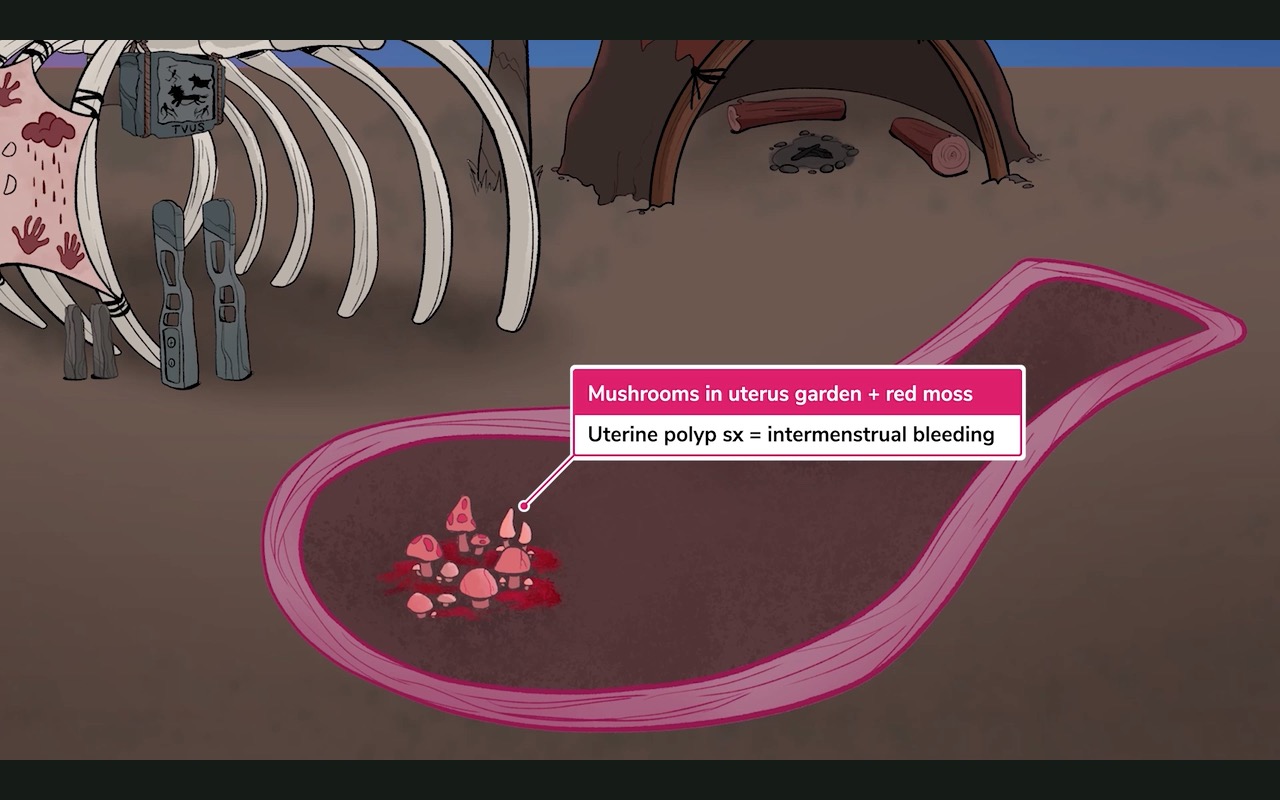 TVUS
Mushrooms in uterus garden + red moss
Uterine polyp sx = intermenstrual bleeding